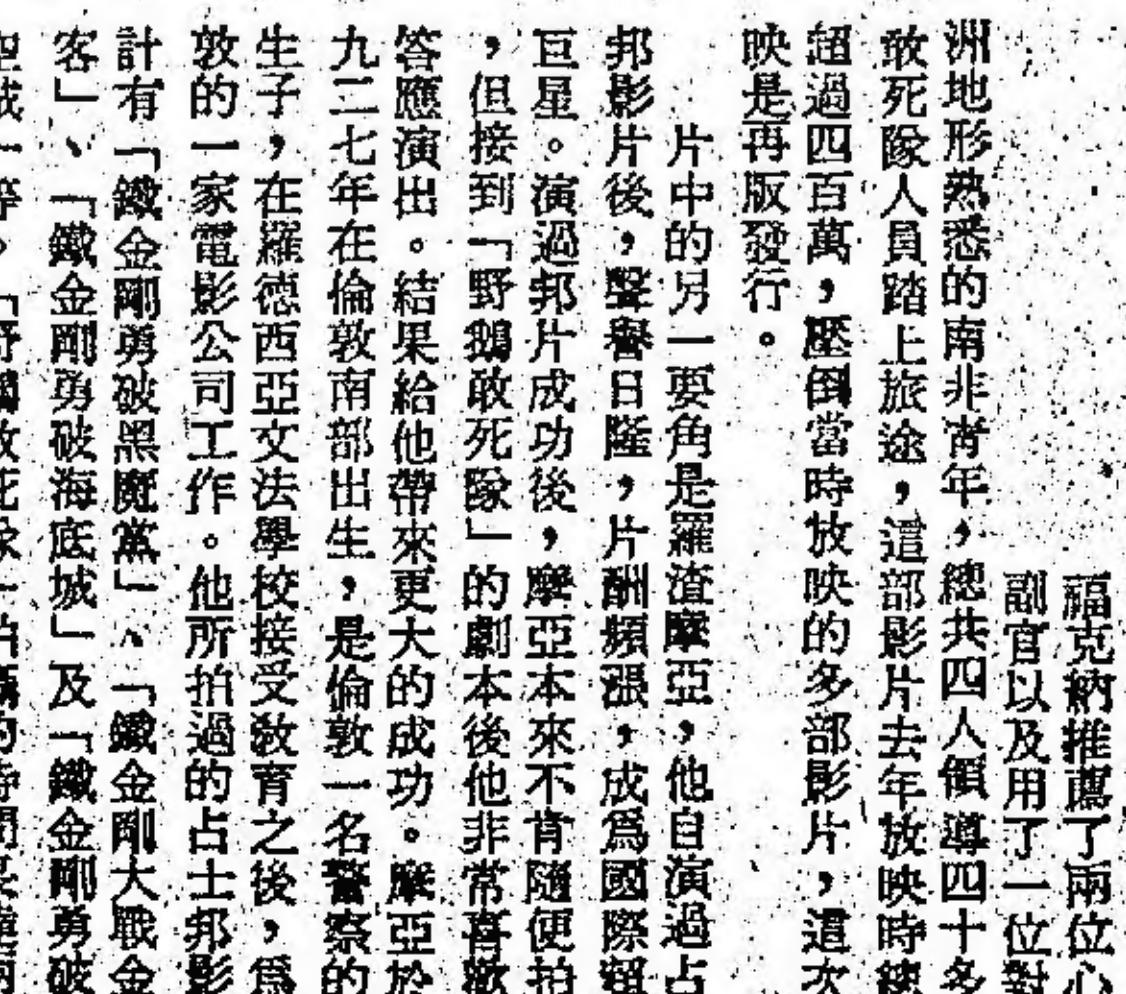 福克納推薦了兩位心
副官以及用了一位對
洲地形熟悉的南非青年，總共四人領導四十多
敢死隊人員踏上旅途，這部影片去年放映時總
超過四百萬，壓倒當時放映的多部影片，這次
映是再版發行。
片中的另一要角是羅渣摩亞，他自演過占
邦影片後，聲譽日隆，片酬頻漲，成爲國際超
巨星。演過邦片成功後，摩亞本來不肯隨便拍
，但接到「野鵝敢死隊」的劇本後他非常喜歡
答應演出。結果給他帶來更大的成功。摩亞於
九二七年在倫敦南部出生，是倫敦一名警察的
生子，在羅德西亞文法學校接受敎育之後，爲
敦的一家電影公司工作。他所拍過的占士邦影
計有「鐵金剛勇破黑魔黨」、「鐵金剛大戰金
客」、「鐵金剛勇破海底城」及「鐵金剛勇破